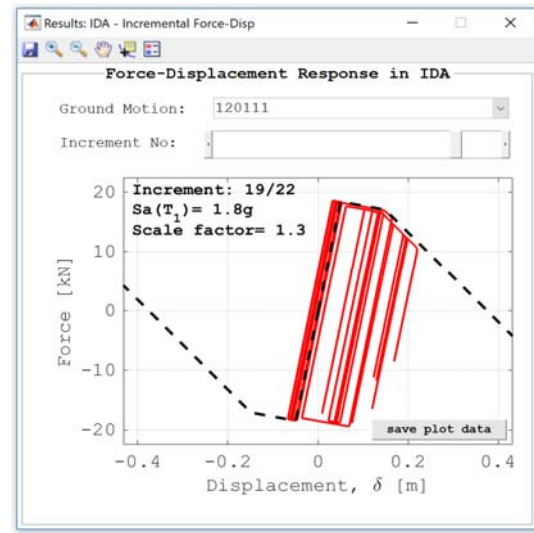 Results: IDA - Incremental Force-Disp
Force-Displacement Response in IDA
Ground Motion: 120111
Increment No:
Increment: 19/22
Sa(T1)= 1.8g
Scale factor= 1.3
20
10
0
-10
-20
Force [kN]
save plot data
-0.4 -0.2 0 0.2 0.4
Displacement, δ [m]